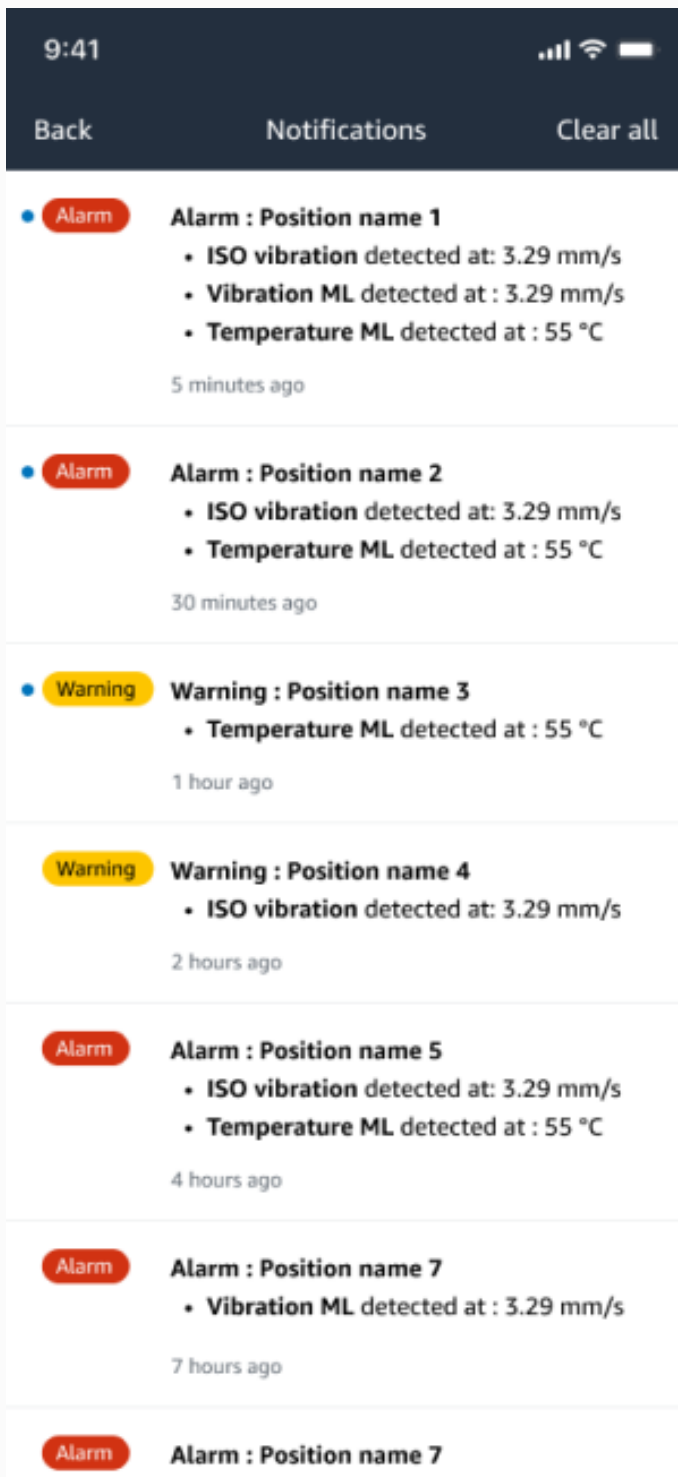 9:41
Back Notifications Clear all
Alarm Alarm : Position name 1
• ISO vibration detected at: 3.29 mm/s
• Vibration ML detected at : 3.29 mm/s
• Temperature ML detected at : 55 °C
5 minutes ago
Alarm Alarm : Position name 2
• ISO vibration detected at: 3.29 mm/s
• Temperature ML detected at : 55 °C
30 minutes ago
Warning Warning : Position name 3
• Temperature ML detected at : 55 °C
1 hour ago
Warning Warning : Position name 4
• ISO vibration detected at: 3.29 mm/s
2 hours ago
Alarm Alarm : Position name 5
• ISO vibration detected at: 3.29 mm/s
• Temperature ML detected at : 55 °C
4 hours ago
Alarm Alarm : Position name 7
• Vibration ML detected at : 3.29 mm/s
7 hours ago
Alarm Alarm : Position name 7